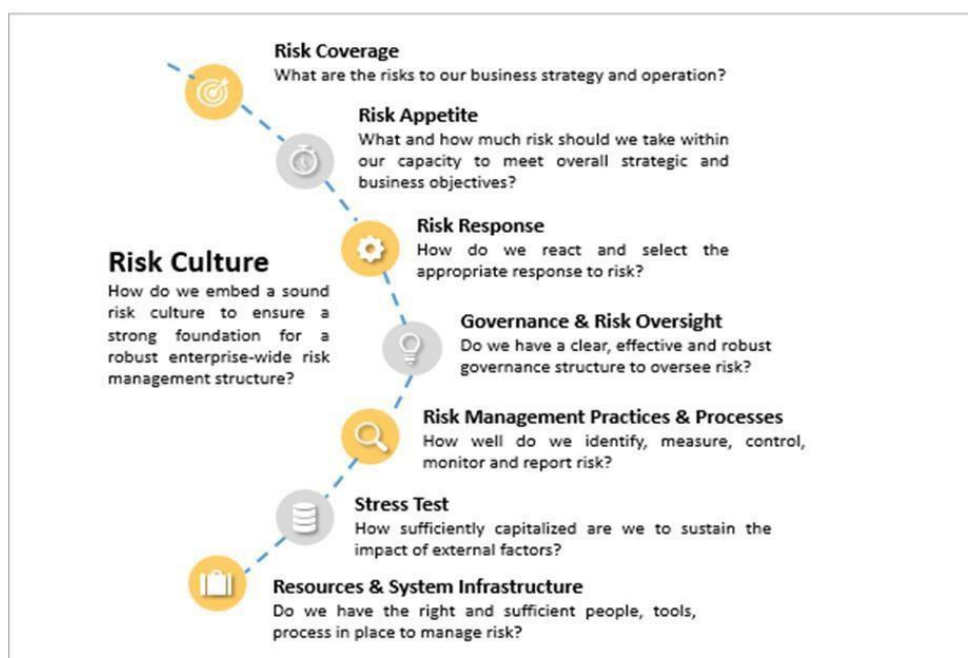 Risk Coverage
What are the risks to our business strategy and operation?
Risk Appetite
What and how much risk should we take within
our capacity to meet overall strategic and
business objectives?
Risk Response
How do we react and select the
appropriate response to risk?
Risk Culture
How do we embed a sound
risk culture to ensure a
strong foundation for a
robust enterprise-wide risk
management structure?
Governance & Risk Oversight
Do we have a clear, effective and robust
governance structure to oversee risk?
Risk Management Practices & Processes
How well do we identify, measure, control,
monitor and report risk?
Stress Test
How sufficiently capitalized are we to sustain the
impact of external factors?
Resources & System Infrastructure
Do we have the right and sufficient people, tools,
process in place to manage risk?